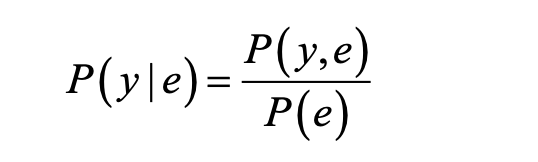 P(y|e) = P(y,e) / P(e)